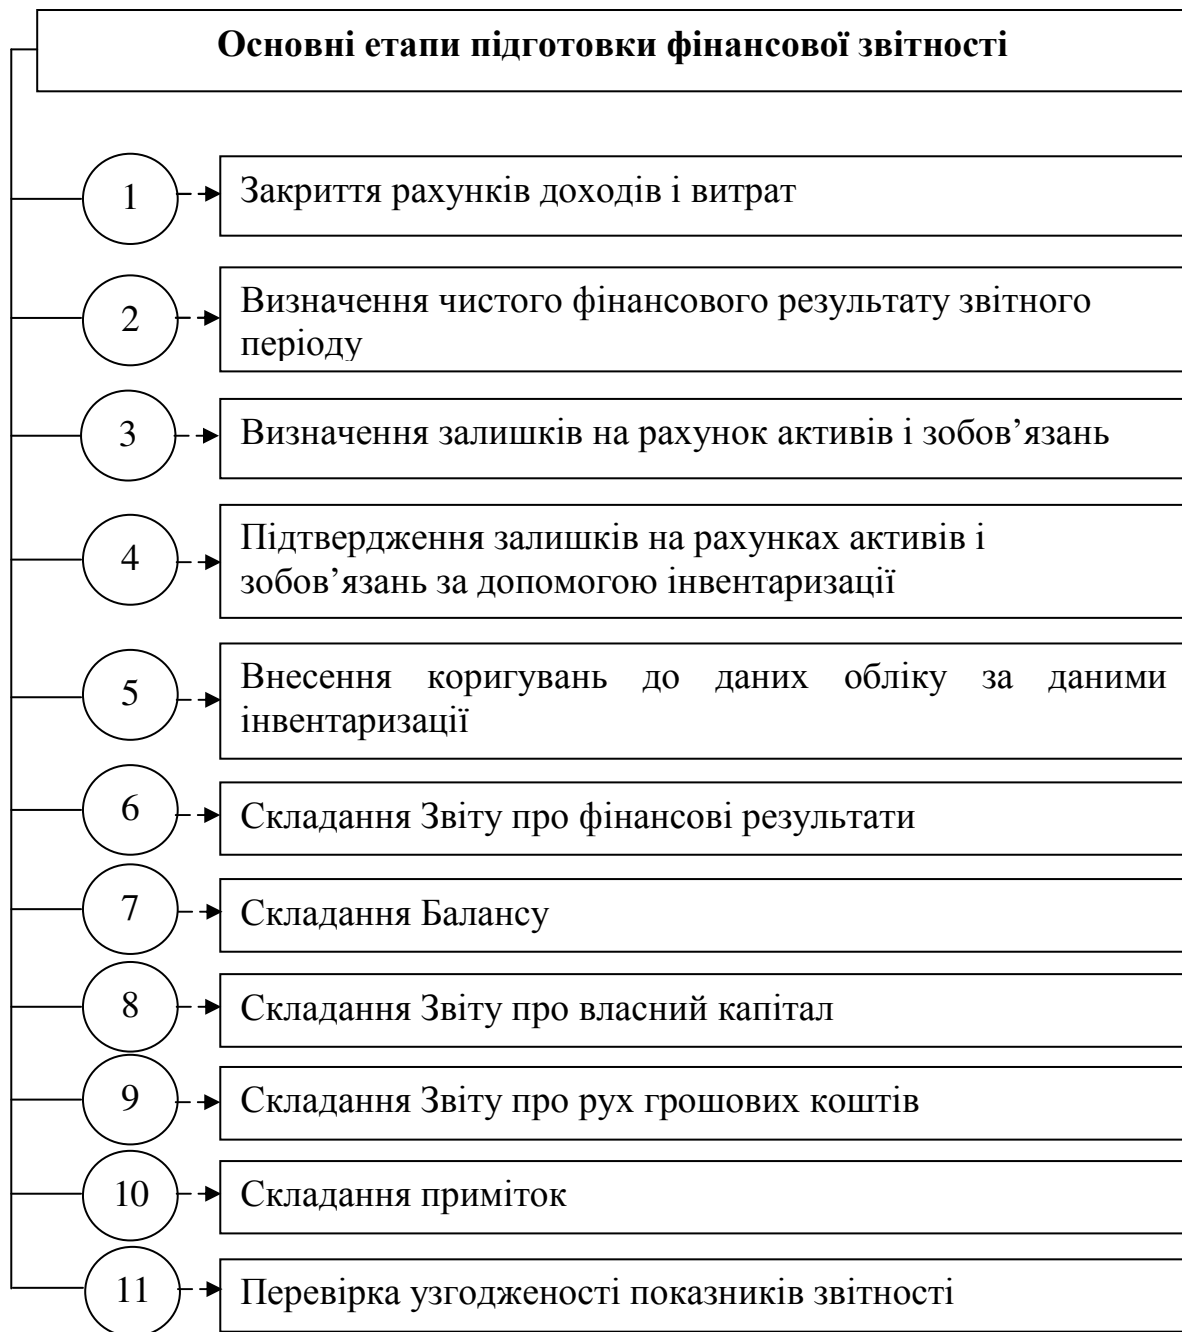 Основні етапи підготовки фінансової звітності
1
Закриття рахунків доходів і витрат
2
Визначення чистого фінансового результату звітного
періоду
3
Визначення залишків на рахунок активів і зобов’язань
4
Підтвердження залишків на рахунках активів і
зобов’язань за допомогою інвентаризації
5
Внесення коригувань до даних обліку за даними
інвентаризації
6
Складання Звіту про фінансові результати
7
Складання Балансу
8
Складання Звіту про власний капітал
9
Складання Звіту про рух грошових коштів
10
Складання приміток
11
Перевірка узгодженості показників звітності